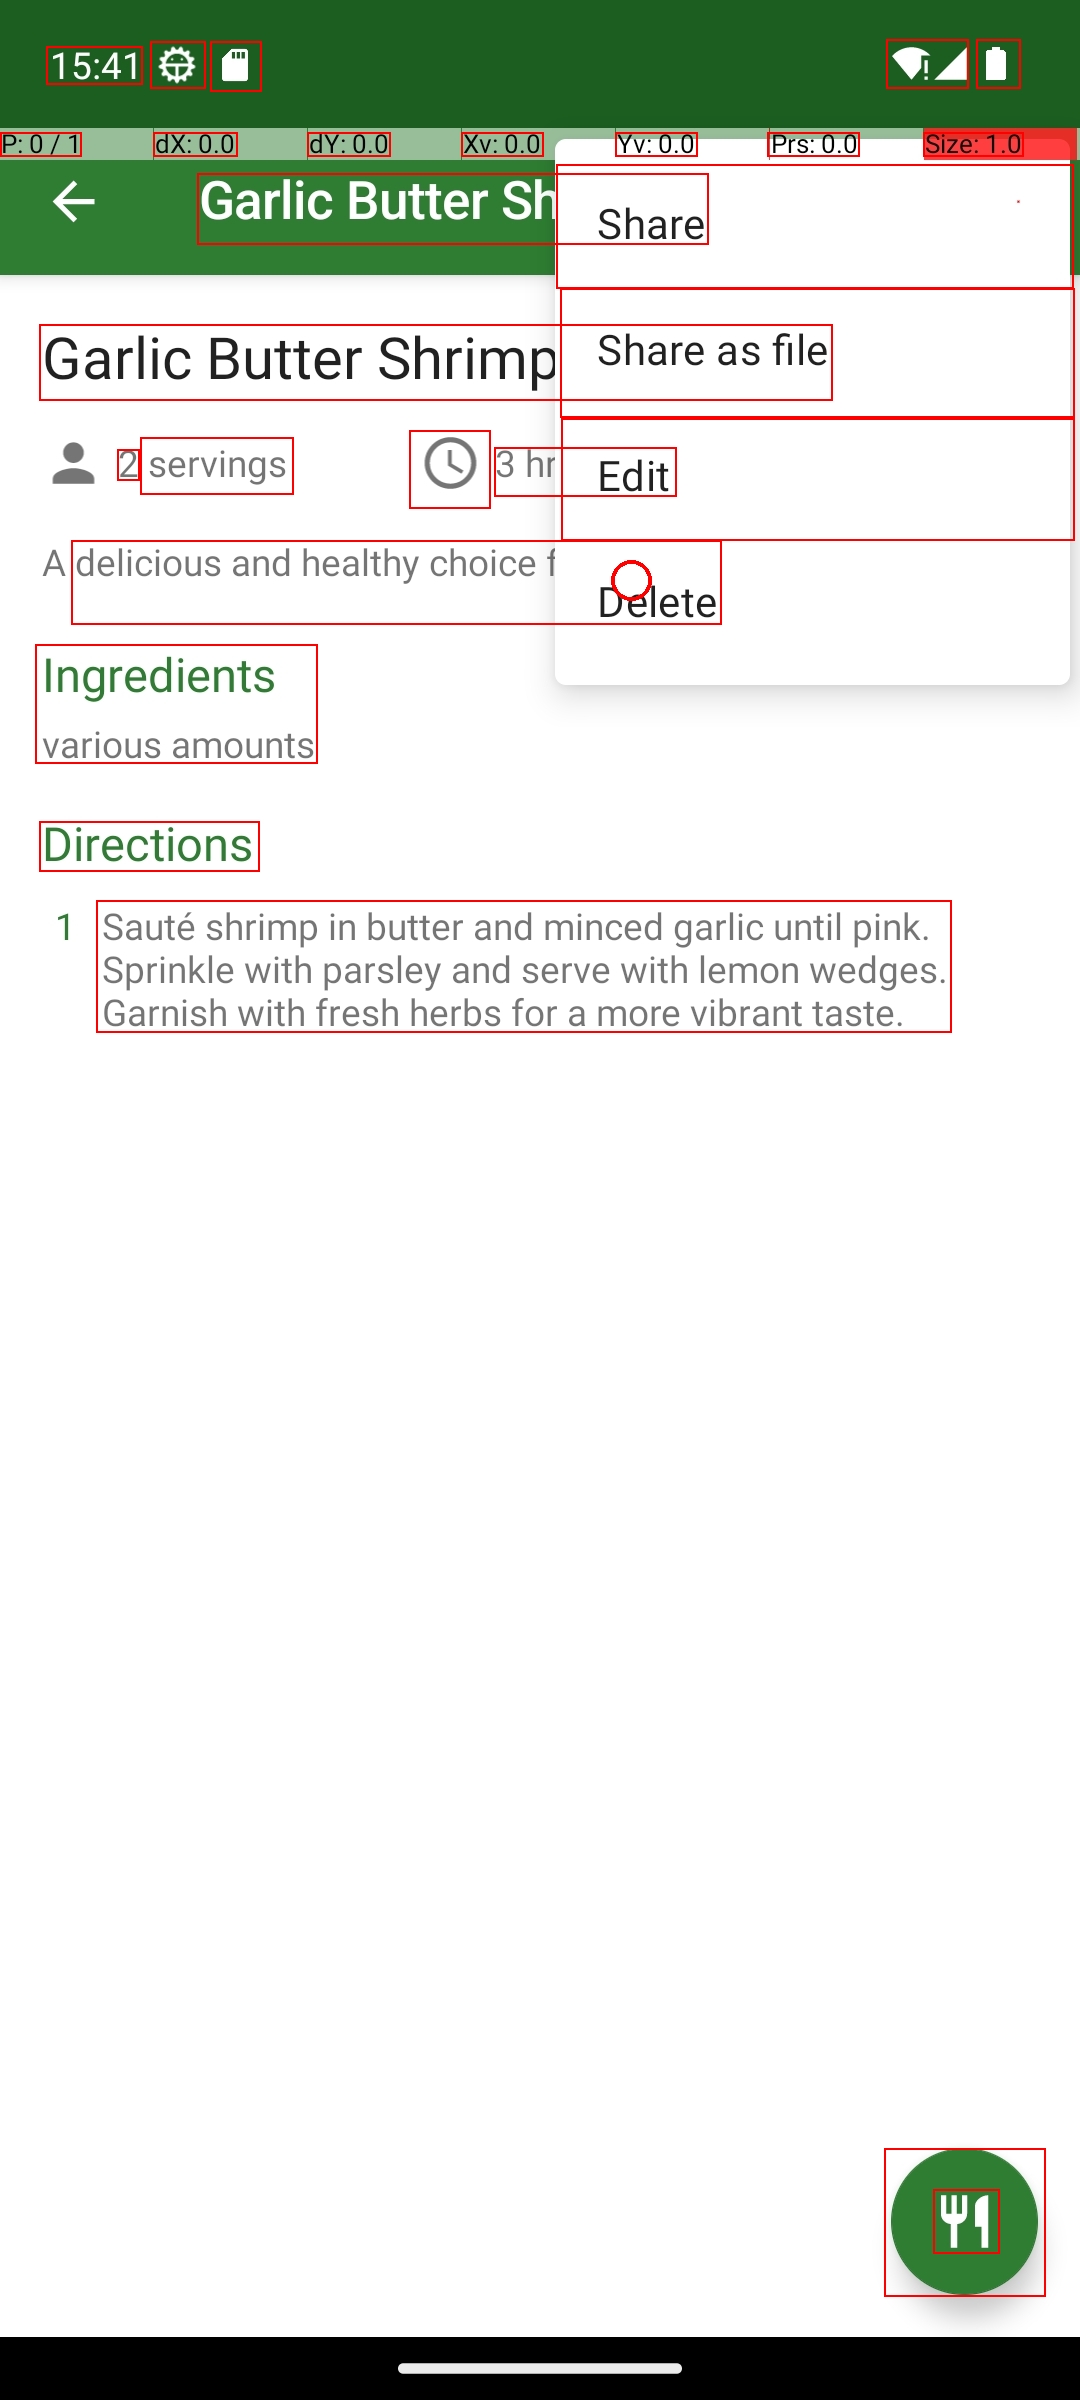 15:41
P: 0 / 1 dX: 0.0 dY: 0.0 Xv: 0.0 Yv: 0.0 Prs: 0.0 Size: 1.0
Garlic Butter Sh
Share
Share as file
Edit
Delete
Garlic Butter Shrimp
2 servings
3 hr
A delicious and healthy choice f
Ingredients
various amounts
Directions
1 Sauté shrimp in butter and minced garlic until pink.
Sprinkle with parsley and serve with lemon wedges.
Garnish with fresh herbs for a more vibrant taste.